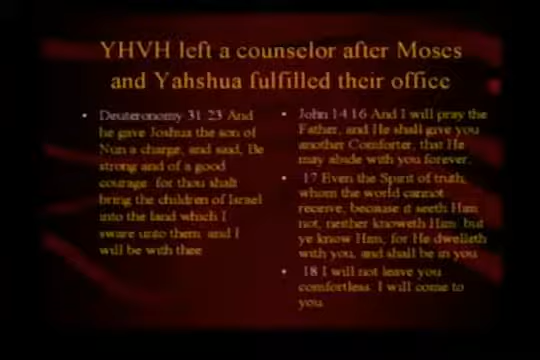 YHVH left a counselor after Moses
and Yahshua fulfilled their office
• Deuteronomy 31 23 And
he gave Joshua the son of
Nun a charge, and said, Be
strong and of a good
courage: for thou shalt
bring the children of Israel
into the land which I
sware unto them: and I
will be with thee
• John 14 16 And I will pray the
Father, and He shall give you
another Comforter, that He
may abide with you forever.
• 17 Even the Spirit of truth;
whom the world cannot
receive, because it seeth Him
not, neither knoweth Him: but
ye know Him; for He dwelleth
with you, and shall be in you
• 18 I will not leave you
comfortless: I will come to
you